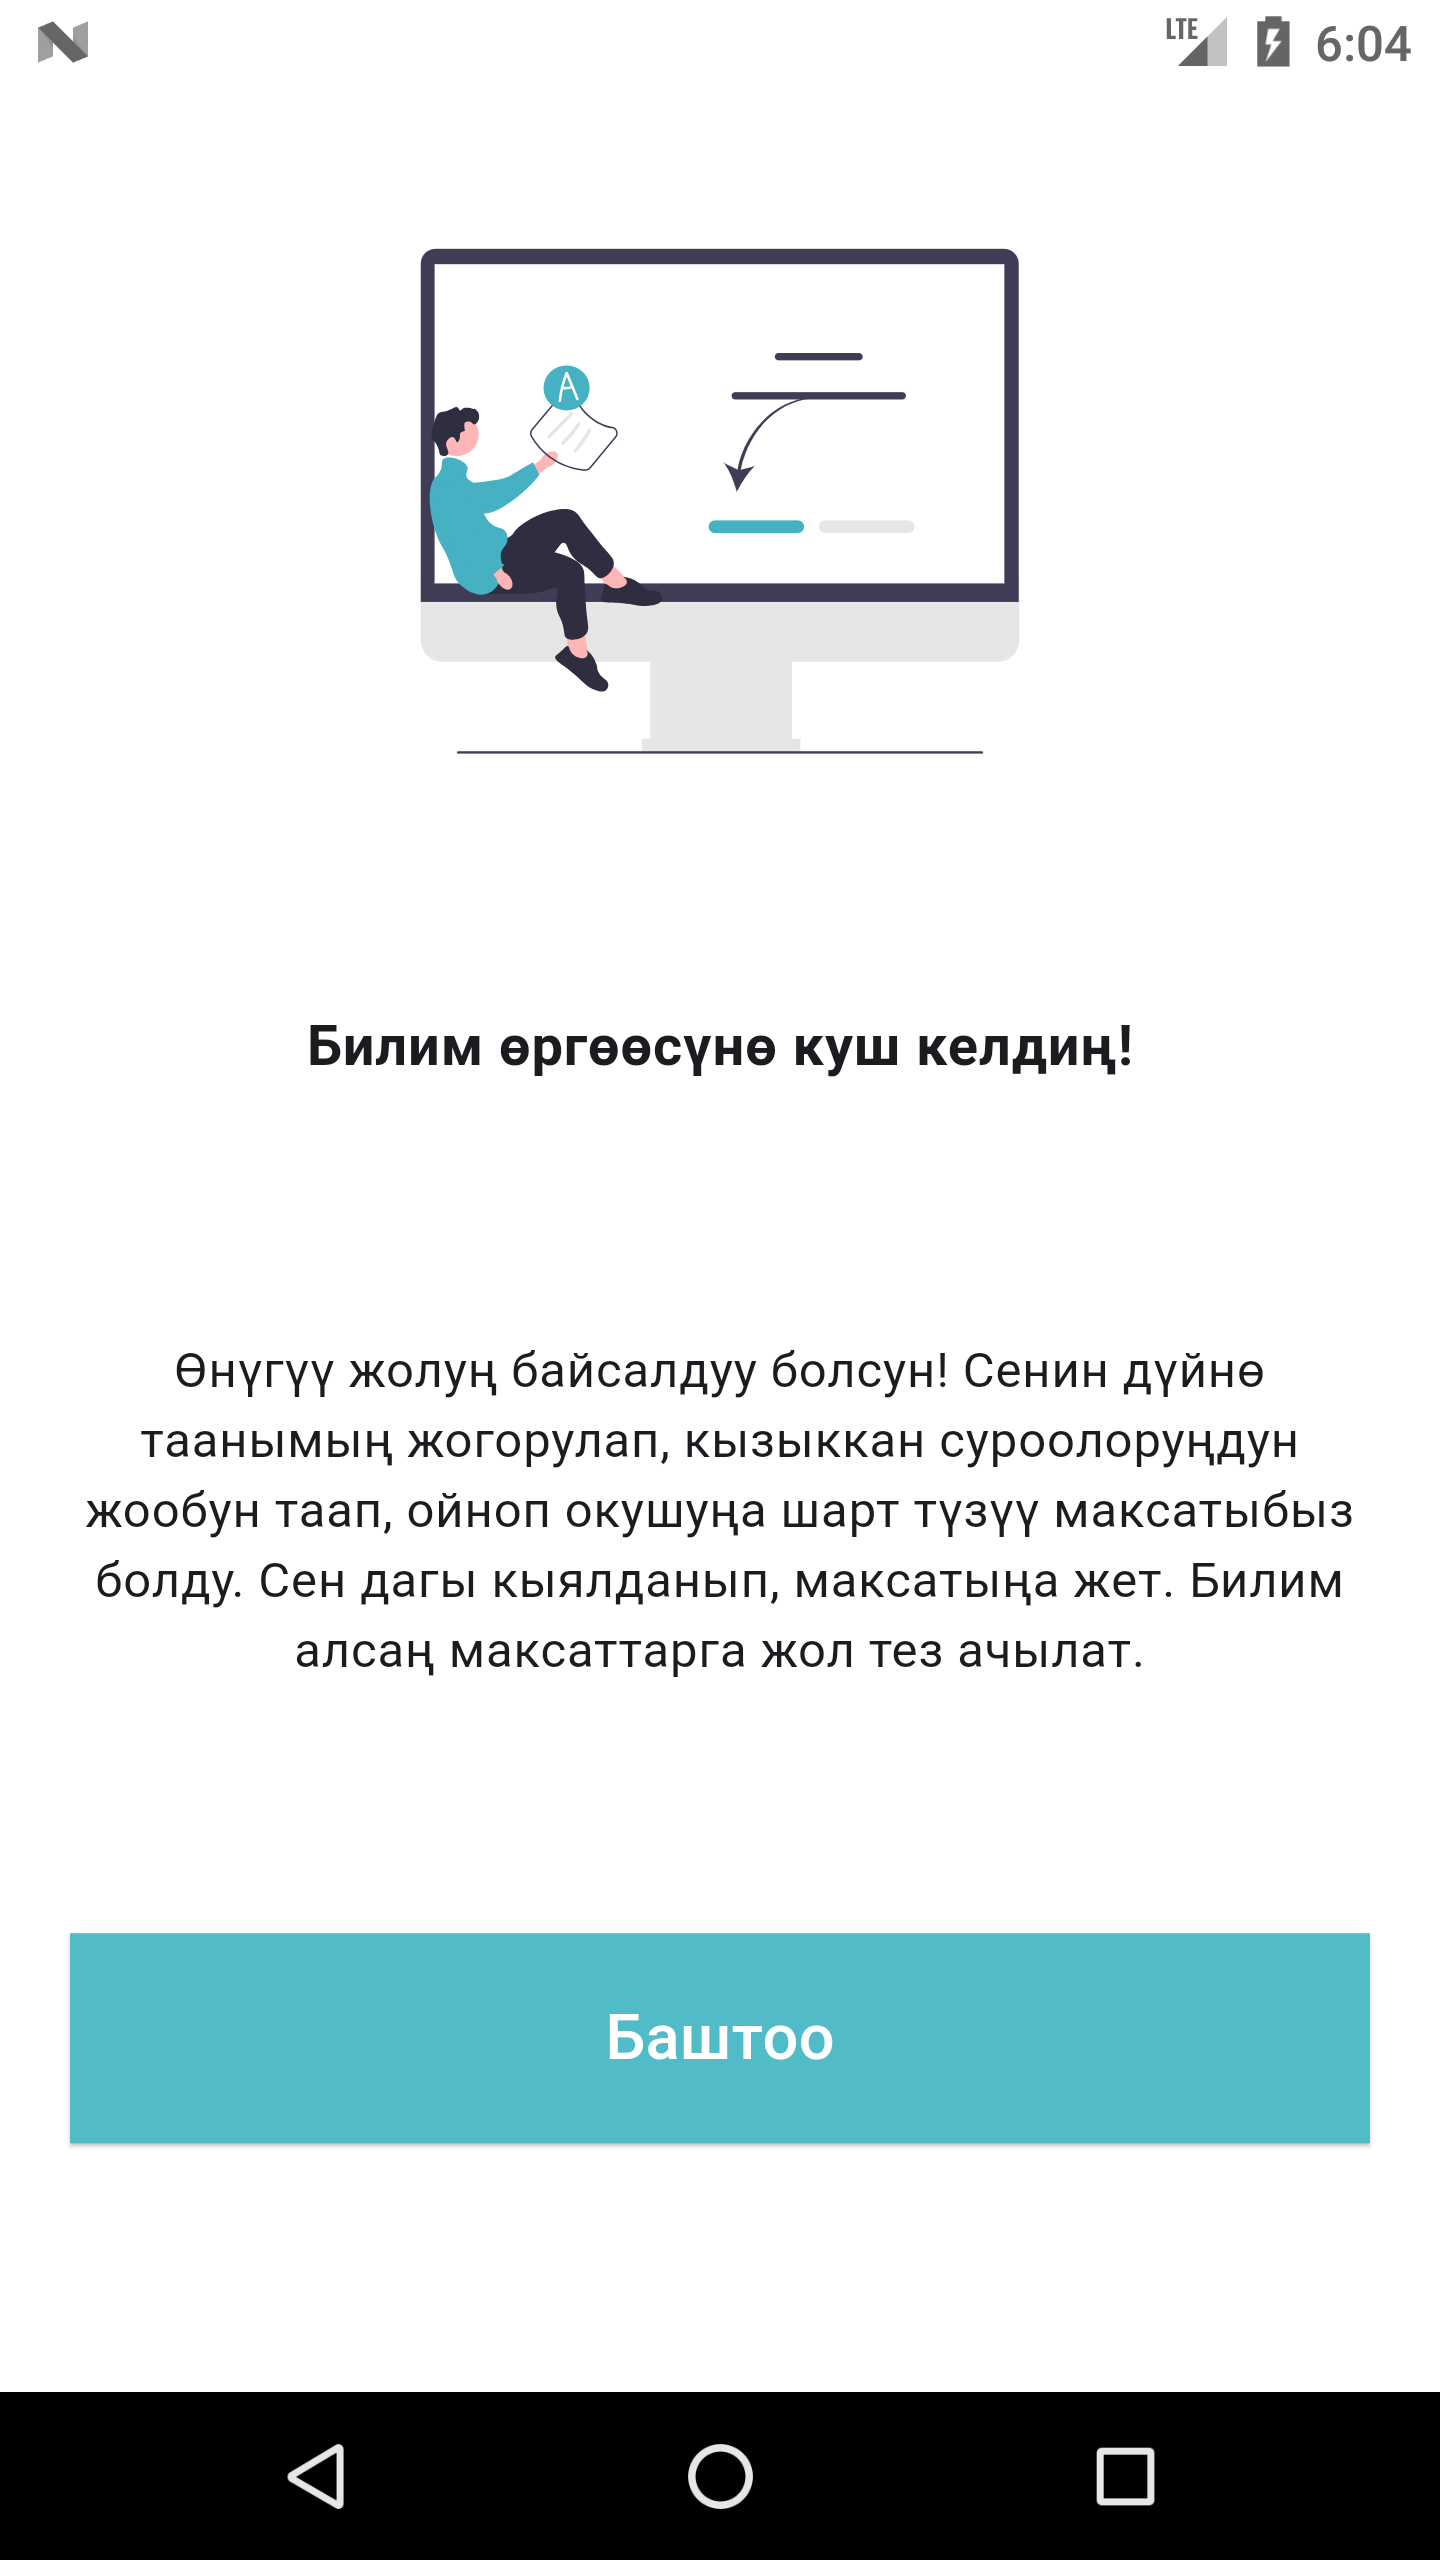 LTE 6:04
A
Билим өргөөсүнө куш келдиң!
Өнүгүү жолуң байсалдуу болсун! Сенин дүйнө
таанымың жогорулап, кызыккан суроолоруңдун
жообун таап, ойноп окушуңа шарт түзүү максатыбыз
болду. Сен дагы кыялданып, максатыңа жет. Билим
алсаң максаттарга жол тез ачылат.
Баштоо